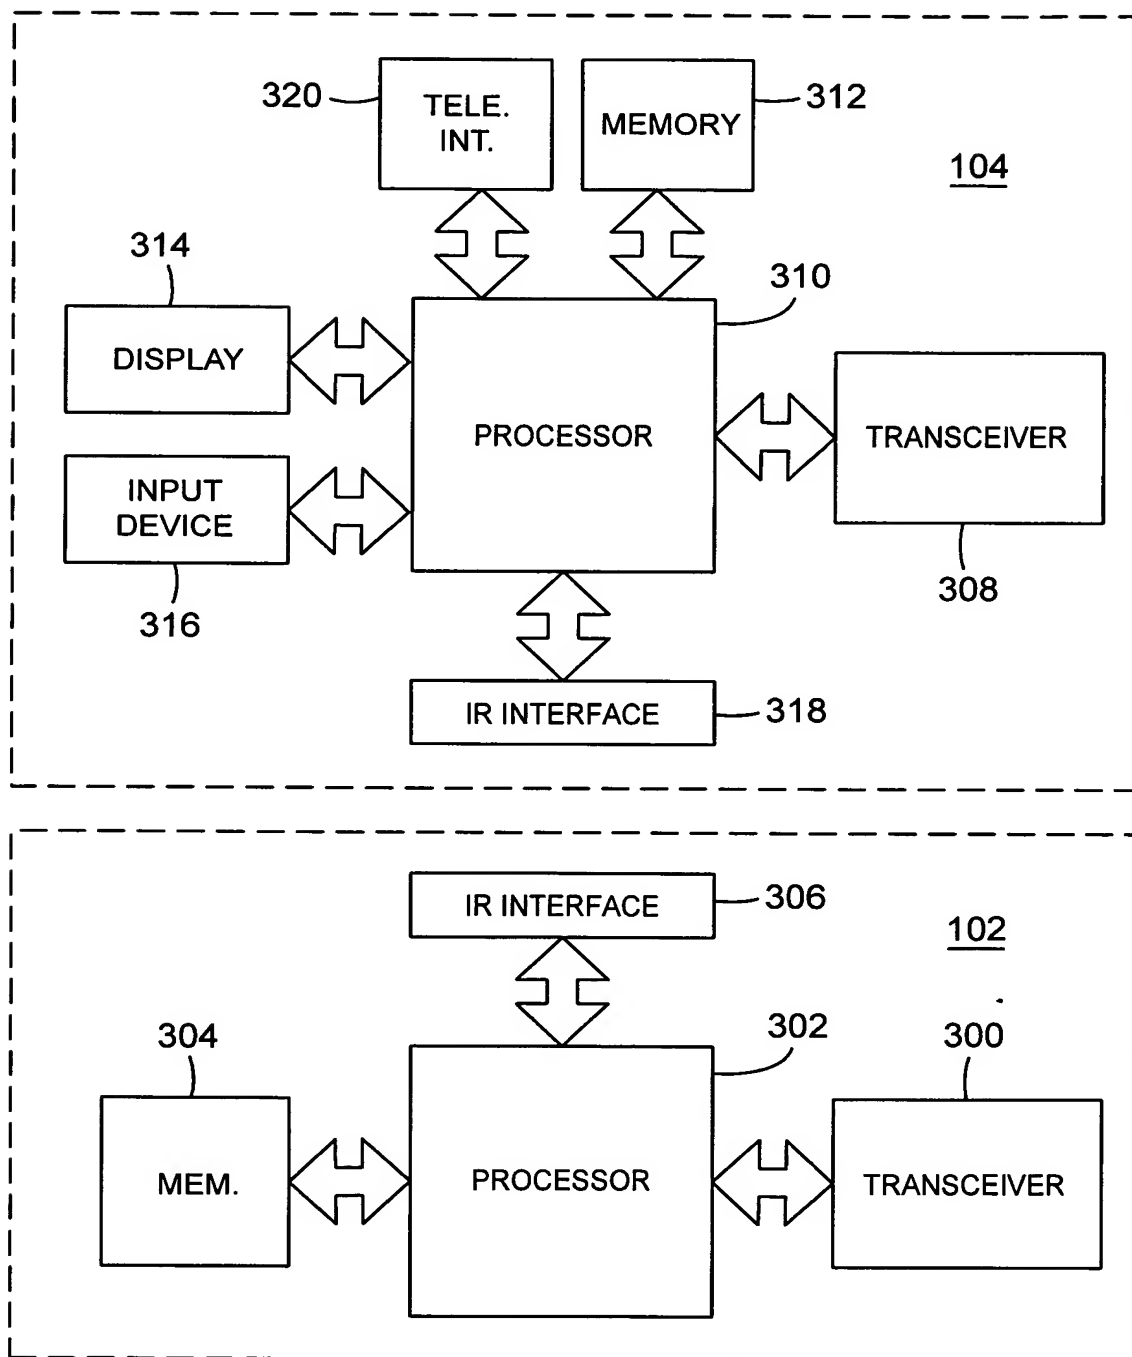 320
TELE.
INT.
MEMORY
312
104
314
310
DISPLAY
PROCESSOR
TRANSCEIVER
INPUT
DEVICE
308
316
IR INTERFACE
318
IR INTERFACE
306
102
304
302
300
MEM.
PROCESSOR
TRANSCEIVER